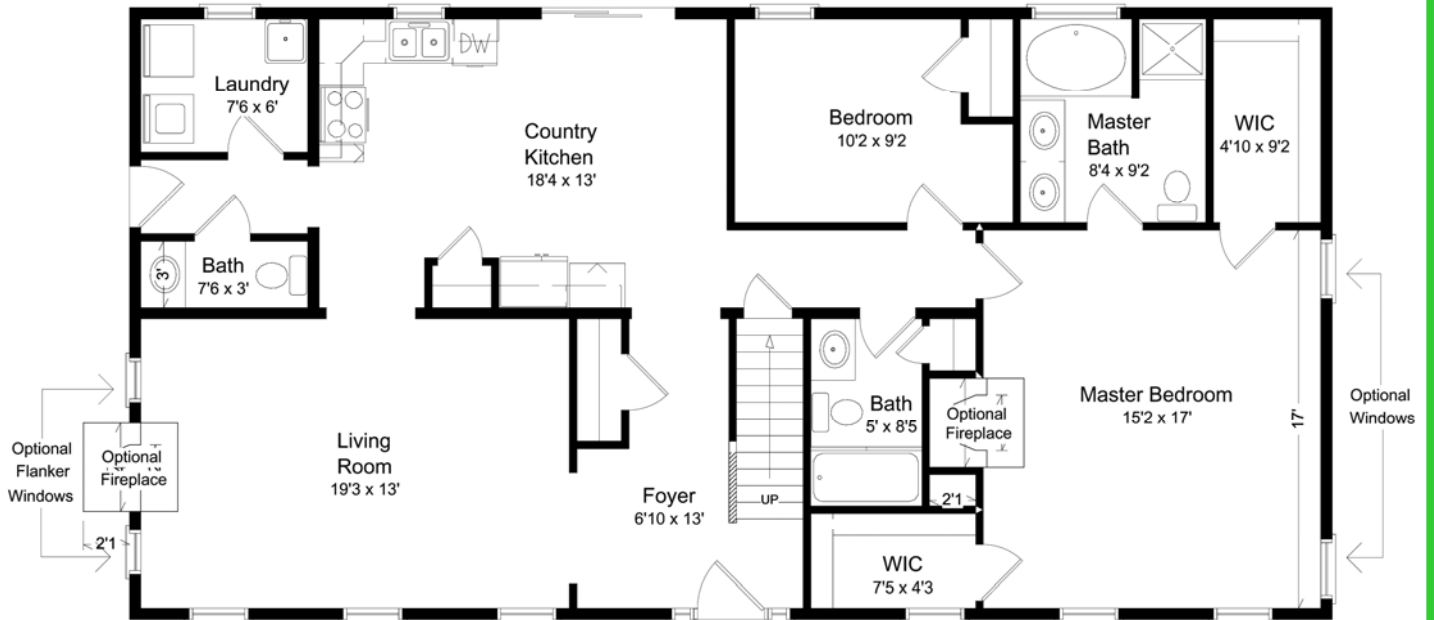 Laundry
7'6 x 6'
DW
Country
Kitchen
18'4 x 13'
Bedroom
10'2 x 9'2
Master
Bath
8'4 x 9'2
WIC
4'10 x 9'2
3'
Bath
7'6 x 3'
Living
Room
19'3 x 13'
Optional
Flanker
Windows
Optional
Fireplace
2'1
Foyer
6'10 x 13'
UP
Bath
5' x 8'5
Optional
Fireplace
2'1
WIC
7'5 x 4'3
Master Bedroom
15'2 x 17'
17'
Optional
Windows